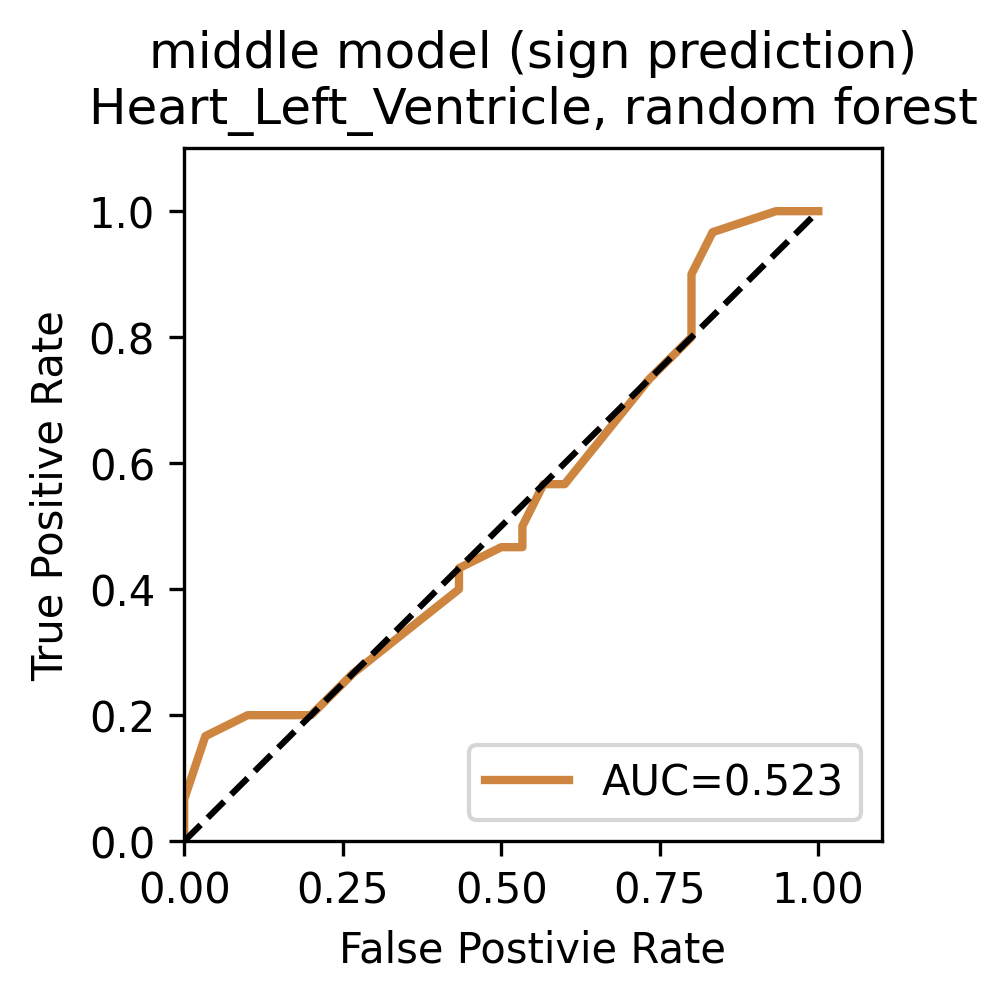 middle model (sign prediction)
Heart_Left_Ventricle, random forest
True Positive Rate
1.0
0.8
0.6
0.4
0.2
0.0
AUC=0.523
0.00 0.25 0.50 0.75 1.00
False Postivie Rate